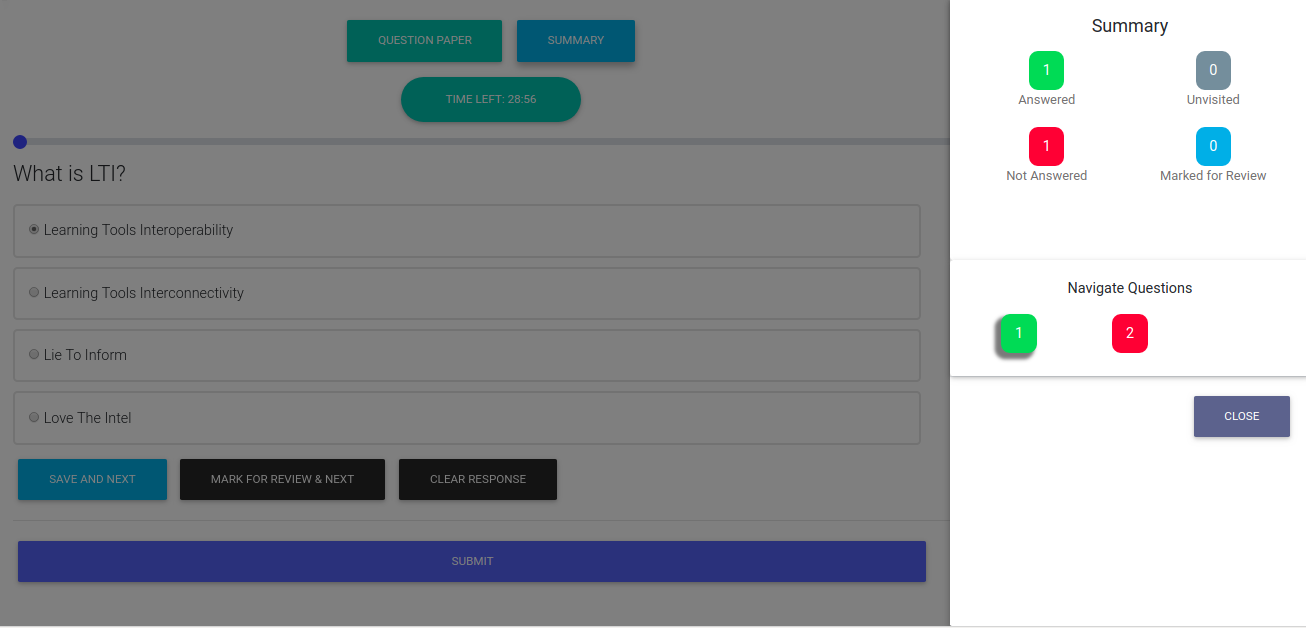 QUESTION PAPER
SUMMARY
TIME LEFT: 28:56
What is LTI?
Learning Tools Interoperability
Learning Tools Interconnectivity
Lie To Inform
Love The Intel
SAVE AND NEXT
MARK FOR REVIEW & NEXT
CLEAR RESPONSE
SUBMIT
Summary
1
0
Answered
Unvisited
1
0
Not Answered
Marked for Review
Navigate Questions
1
2
CLOSE